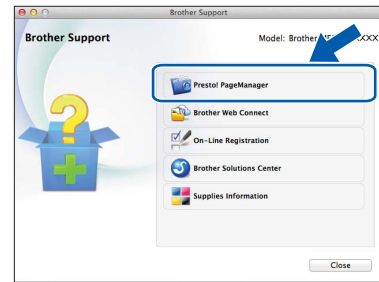 Brother Support
Brother Support
Model: Brother XXX
Presto! PageManager
Brother Web Connect
On-Line Registration
Brother Solutions Center
Supplies Information
Close